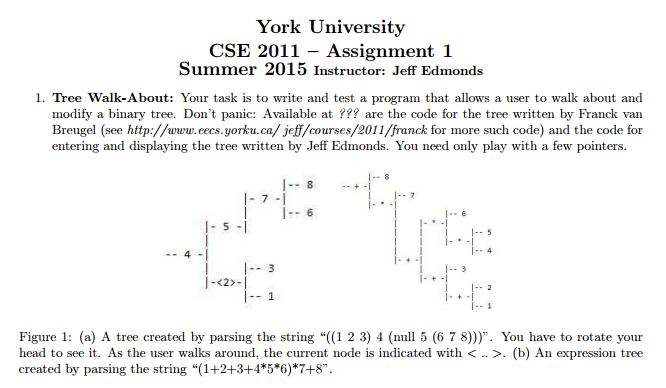 York University
CSE 2011 – Assignment 1
Summer 2015 Instructor: Jeff Edmonds
1. Tree Walk-About: Your task is to write and test a program that allows a user to walk about and
modify a binary tree. Don't panic: Available at ??? are the code for the tree written by Franck van
Breugel (see http://www.eecs.yorku.ca/ jeff/courses/2011/franck for more such code) and the code for
entering and displaying the tree written by Jeff Edmonds. You need only play with a few pointers.
|-- 8
|- 7 -|
|-- 6
|- 5 -|
-- 4 -|
|-- 3
|-<2>-|
|-- 1
|-- 8
-- + -|
|-- 7
|- * -|
|-- 6
|- * -|
|-- 5
|- * -|
|-- 4
|- + -|
|-- 3
|- + -|
|-- 2
|- + -|
|-- 1
Figure 1: (a) A tree created by parsing the string “((1 2 3) 4 (null 5 (6 7 8)))”. You have to rotate your
head to see it. As the user walks around, the current node is indicated with < .. >. (b) An expression tree
created by parsing the string “(1+2+3+4*5*6)*7+8”.